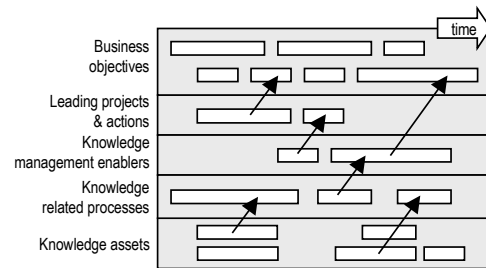 time
Business
objectives
Leading projects
& actions
Knowledge
management enablers
Knowledge
related processes
Knowledge assets